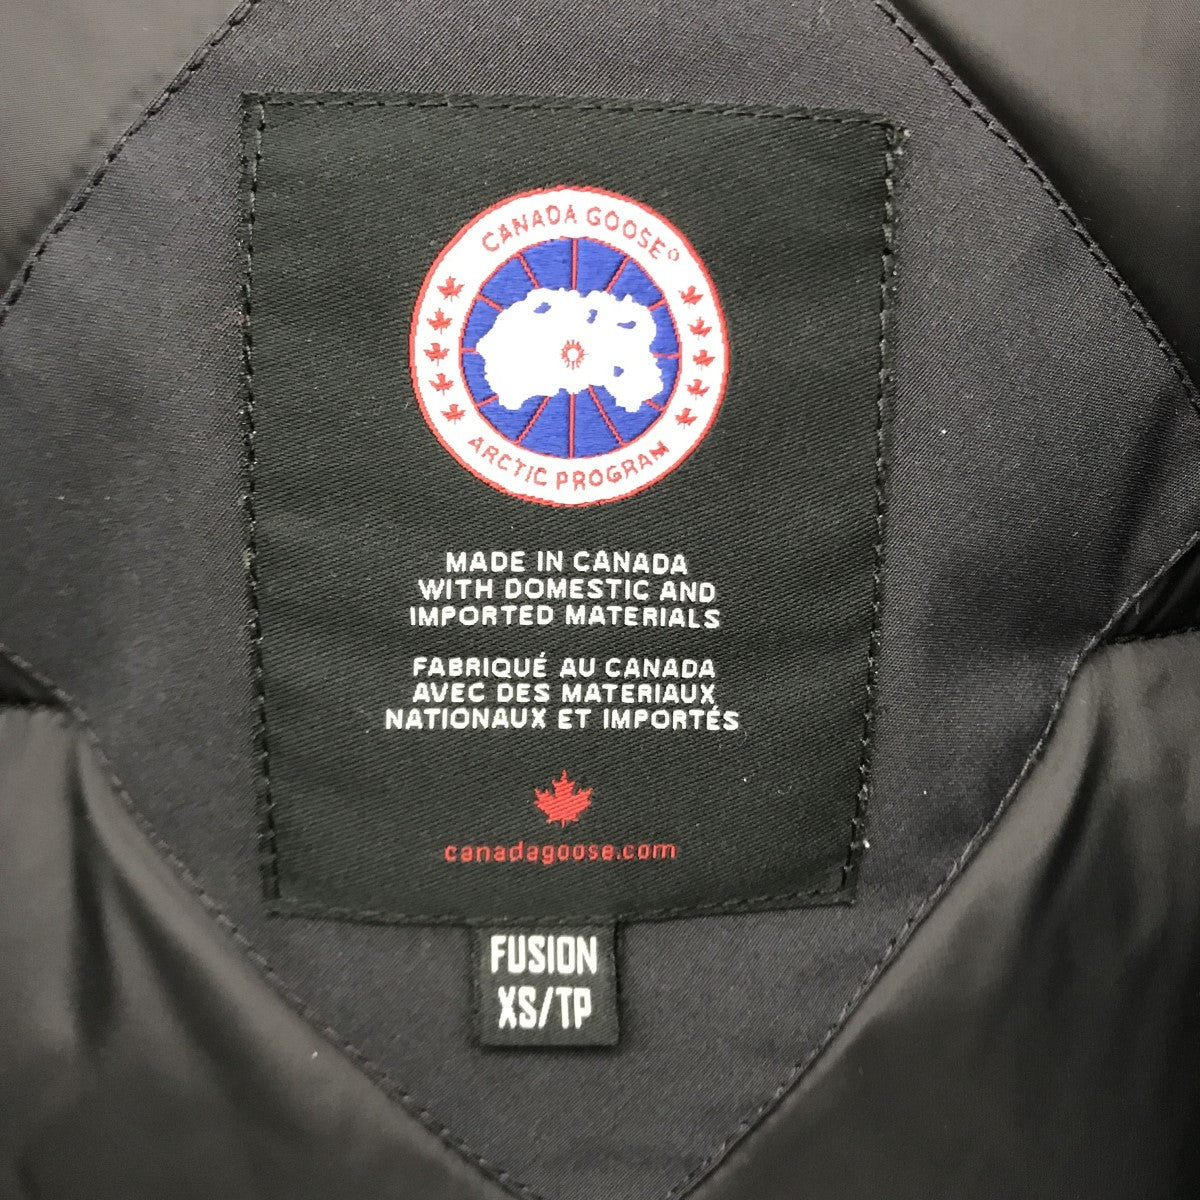 CANADA GOOSE®
ARCTIC PROGRAM
MADE IN CANADA
WITH DOMESTIC AND
IMPORTED MATERIALS
FABRIQUÉ AU CANADA
AVEC DES MATERIAUX
NATIONAUX ET IMPORTÉS
canadagoose.com
FUSION
XS/TP